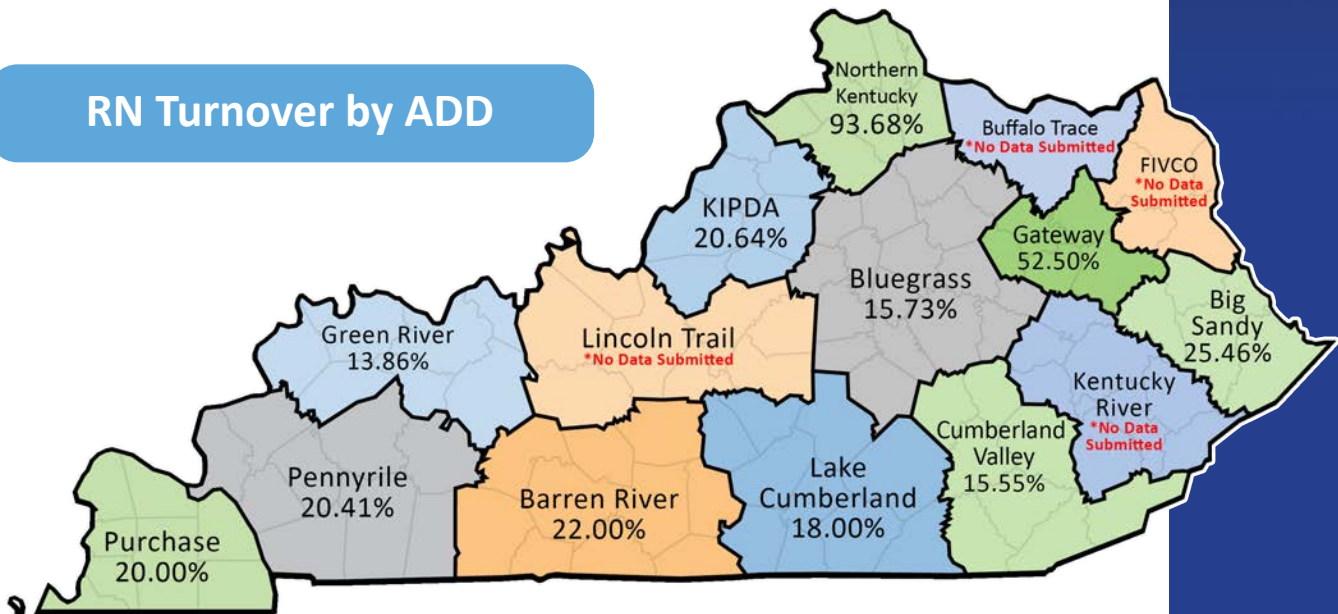 RN Turnover by ADD
Northern
Kentucky
93.68%
Buffalo Trace
*No Data Submitted
FIVCO
*No Data
Submitted
KIPDA
20.64%
Gateway
52.50%
Bluegrass
15.73%
Big
Sandy
25.46%
Green River
13.86%
Lincoln Trail
*No Data Submitted
Kentucky
River
*No Data
Submitted
Cumberland
Valley
15.55%
Pennyrile
20.41%
Barren River
22.00%
Lake
Cumberland
18.00%
Purchase
20.00%